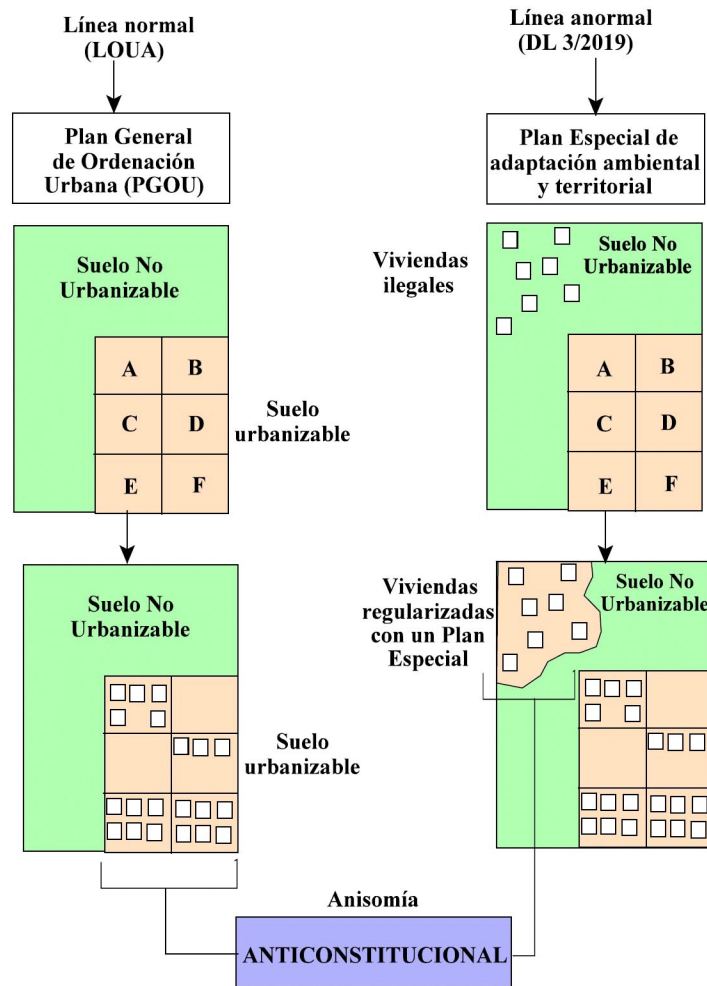 Línea normal
(LOUA)
Línea anormal
(DL 3/2019)
Plan General
de Ordenación
Urbana (PGOU)
Plan Especial de
adaptación ambiental
y territorial
Suelo No
Urbanizable
A
B
C
D
E
F
Suelo
urbanizable
Viviendas
ilegales
Suelo No
Urbanizable
A
B
C
D
E
F
Suelo No
Urbanizable
Suelo
urbanizable
Viviendas
regularizadas
con un Plan
Especial
Suelo No
Urbanizable
Anisomía
ANTICONSTITUCIONAL